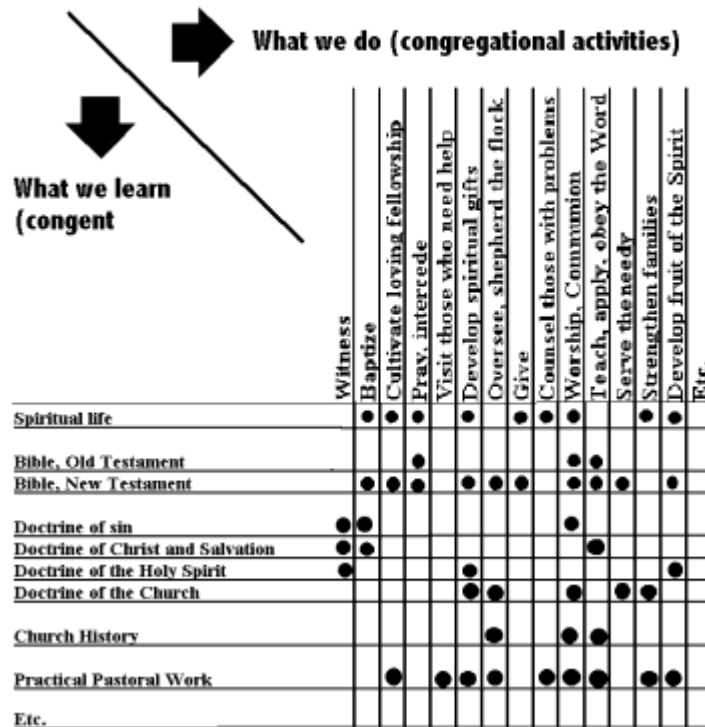 What we do (congregational activities)
What we learn
(congent
Witness
Baptize
Cultivate loving fellowship
Pray, intercede
Visit those who need help
Develop spiritual gifts
Oversee, shepherd the flock
Give
Counsel those with problems
Worship, Communion
Teach, apply, obey the Word
Serve theneedy
Strengthen families
Develop fruit of the Spirit
Etc.
Spiritual life
Bible, Old Testament
Bible, New Testament
Doctrine of sin
Doctrine of Christ and Salvation
Doctrine of the Holy Spirit
Doctrine of the Church
Church History
Practical Pastoral Work
Etc.